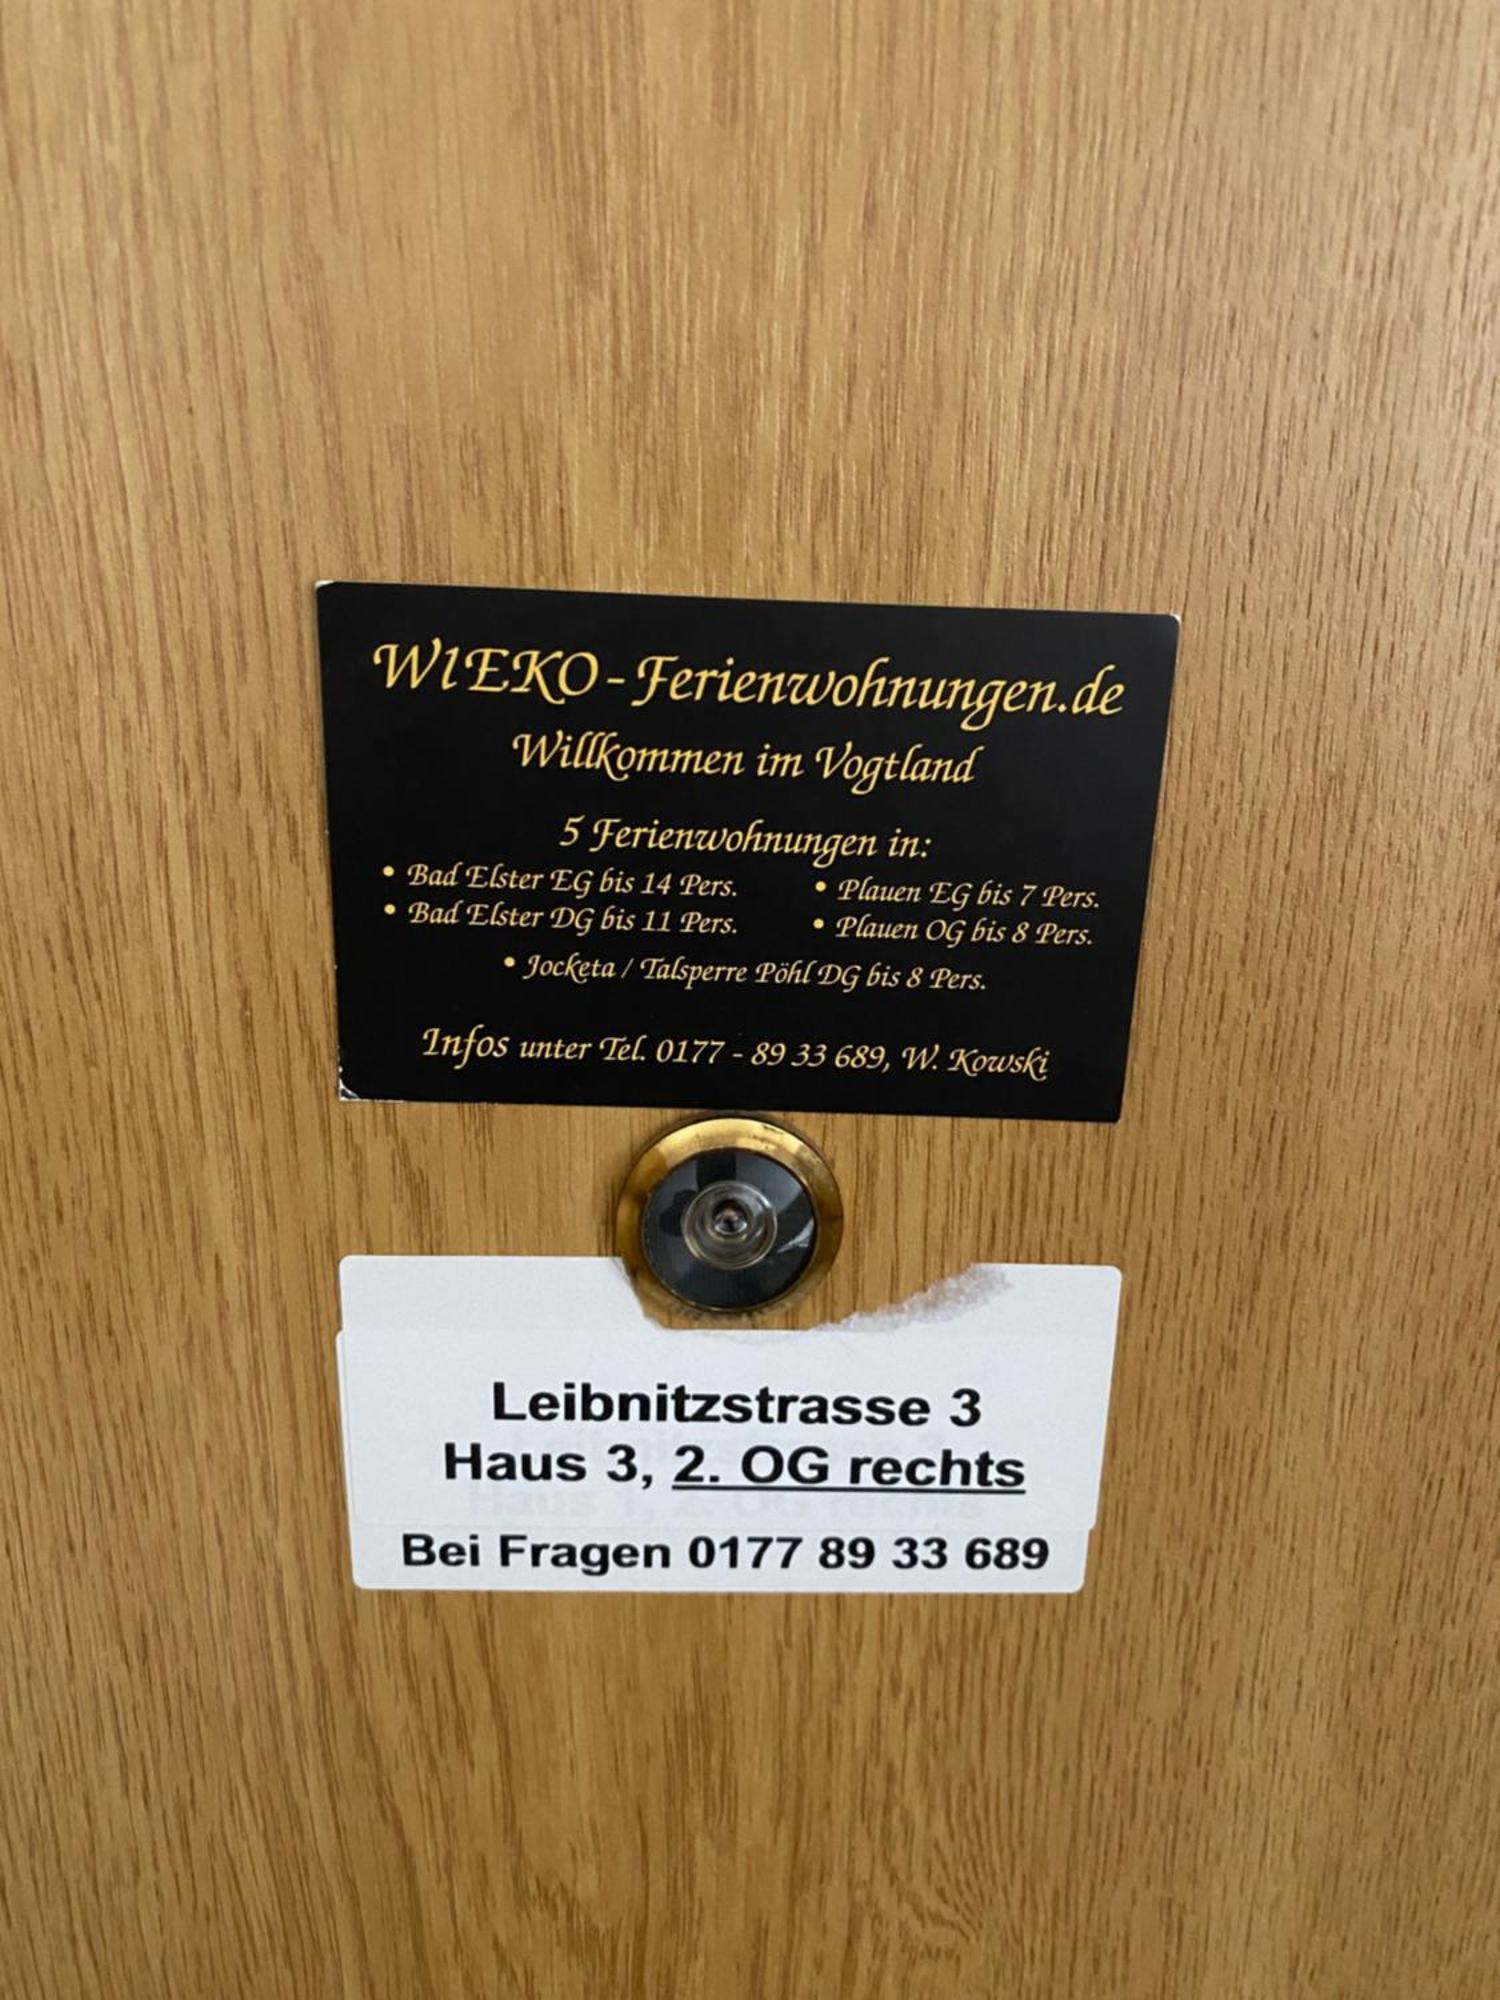 WIEKO-Ferienwohnungen.de
Willkommen im Vogtland
5 Ferienwohnungen in:
• Bad Elster EG bis 14 Pers.
• Plauen EG bis 7 Pers.
• Bad Elster DG bis 11 Pers.
• Plauen OG bis 8 Pers.
• Jocketa / Talsperre Pöhl DG bis 8 Pers.
Infos unter Tel. 0177 - 89 33 689, W. Kowski
Leibnitzstrasse 3
Haus 3, 2. OG rechts
Bei Fragen 0177 89 33 689